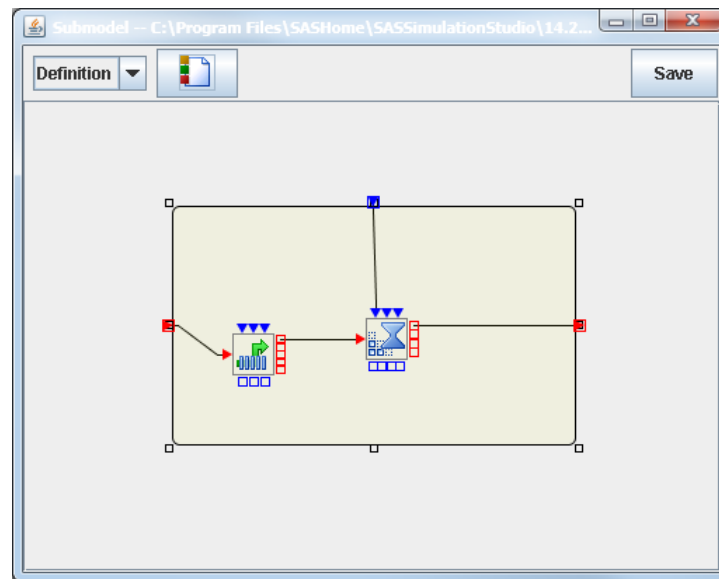 Submodel -- C:\Program Files\SASHome\SASSimulationStudio\14.2...
Definition
Save